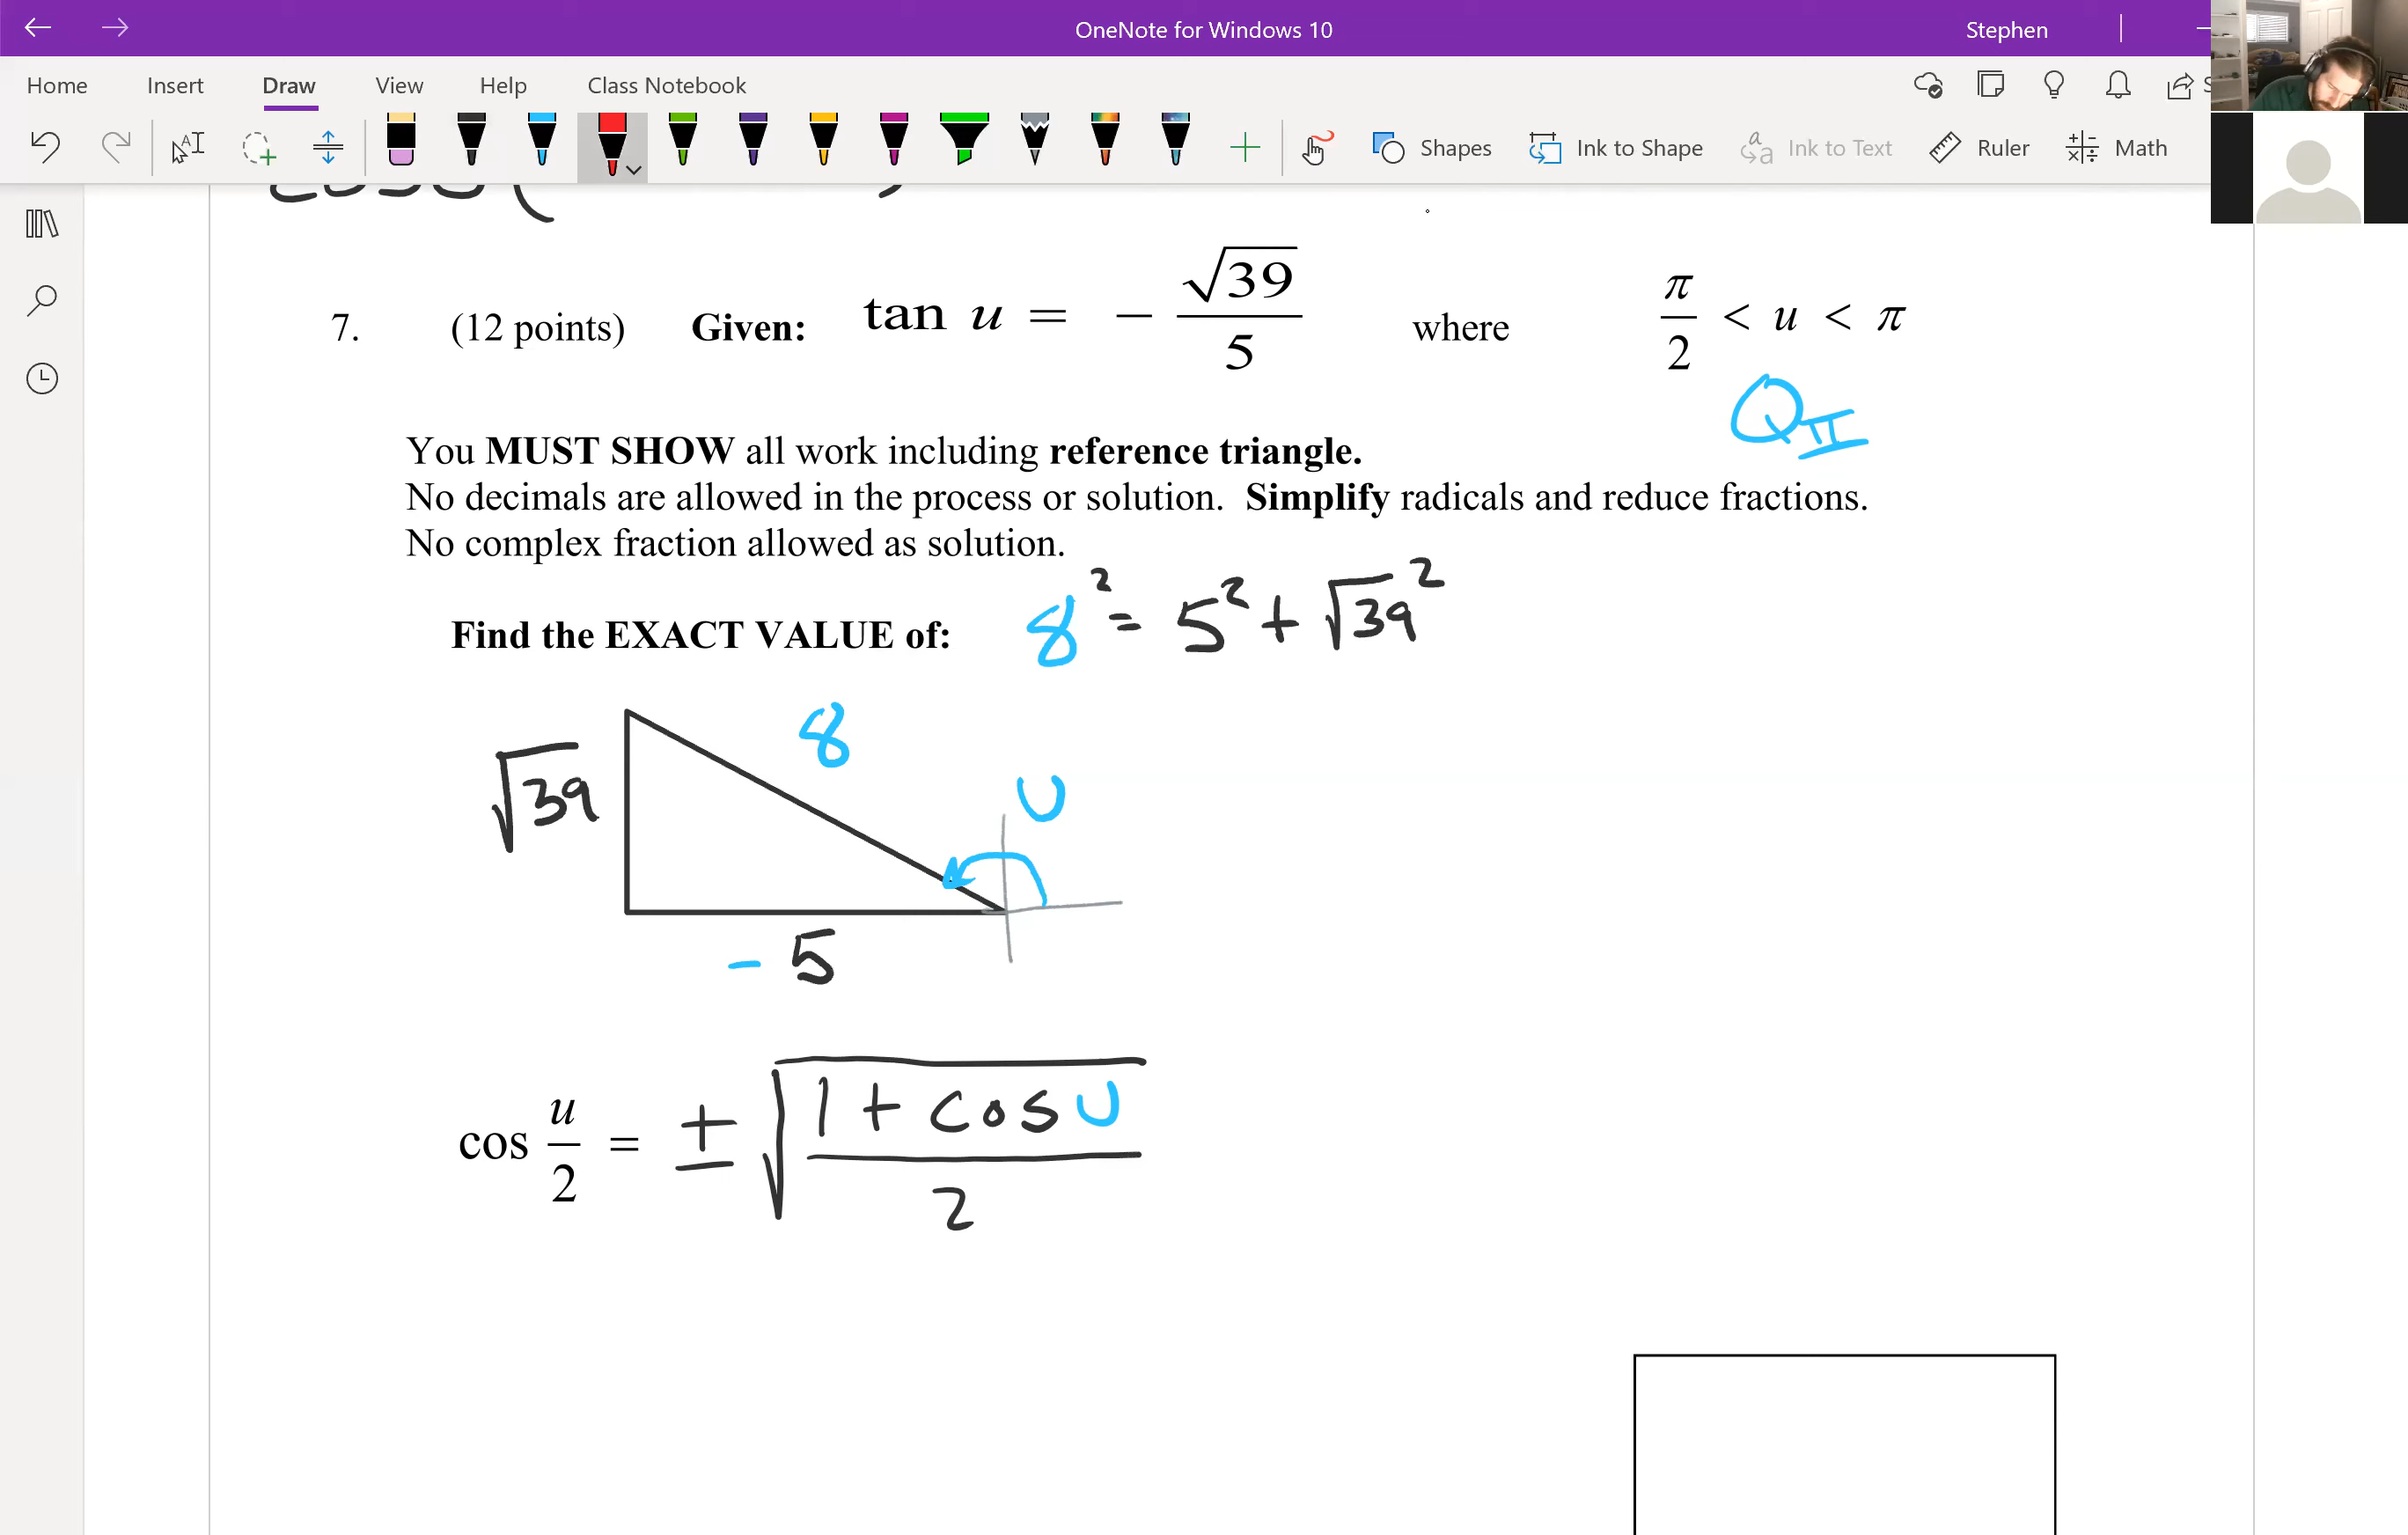 OneNote for Windows 10
Stephen
Home Insert Draw View Help Class Notebook
Shapes Ink to Shape Ink to Text Ruler Math
7. (12 points) Given: tan u = - √39/5 where π/2 < u < π
QII
You MUST SHOW all work including reference triangle.
No decimals are allowed in the process or solution. Simplify radicals and reduce fractions.
No complex fraction allowed as solution.
Find the EXACT VALUE of: 8² = 5² + √39²
8
√39
U
- 5
cos u/2 = ± √(1 + cos U / 2)